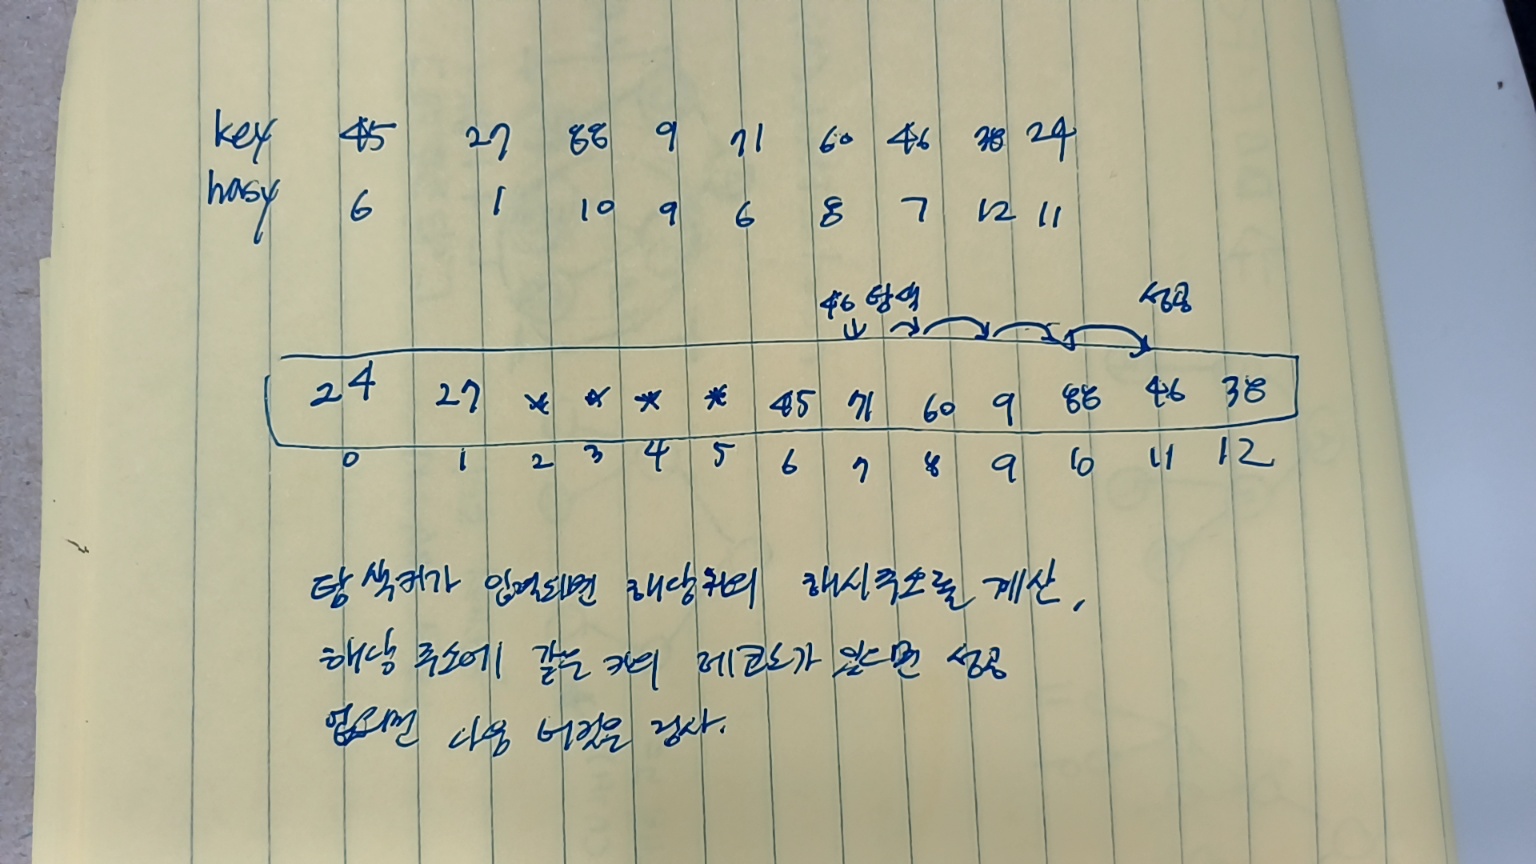 key 45 27 88 9 71 60 46 38 24
hasy 6 1 10 9 6 8 7 12 11
46 탐색 성공
24 27 * * * * 45 71 60 9 88 46 38
0 1 2 3 4 5 6 7 8 9 10 11 12
탐색키가 입력되면 해당키의 해시주소를 계산,
해당 주소에 같은 키의 레코드가 있으면 성공
없으면 다음 버킷을 검사.